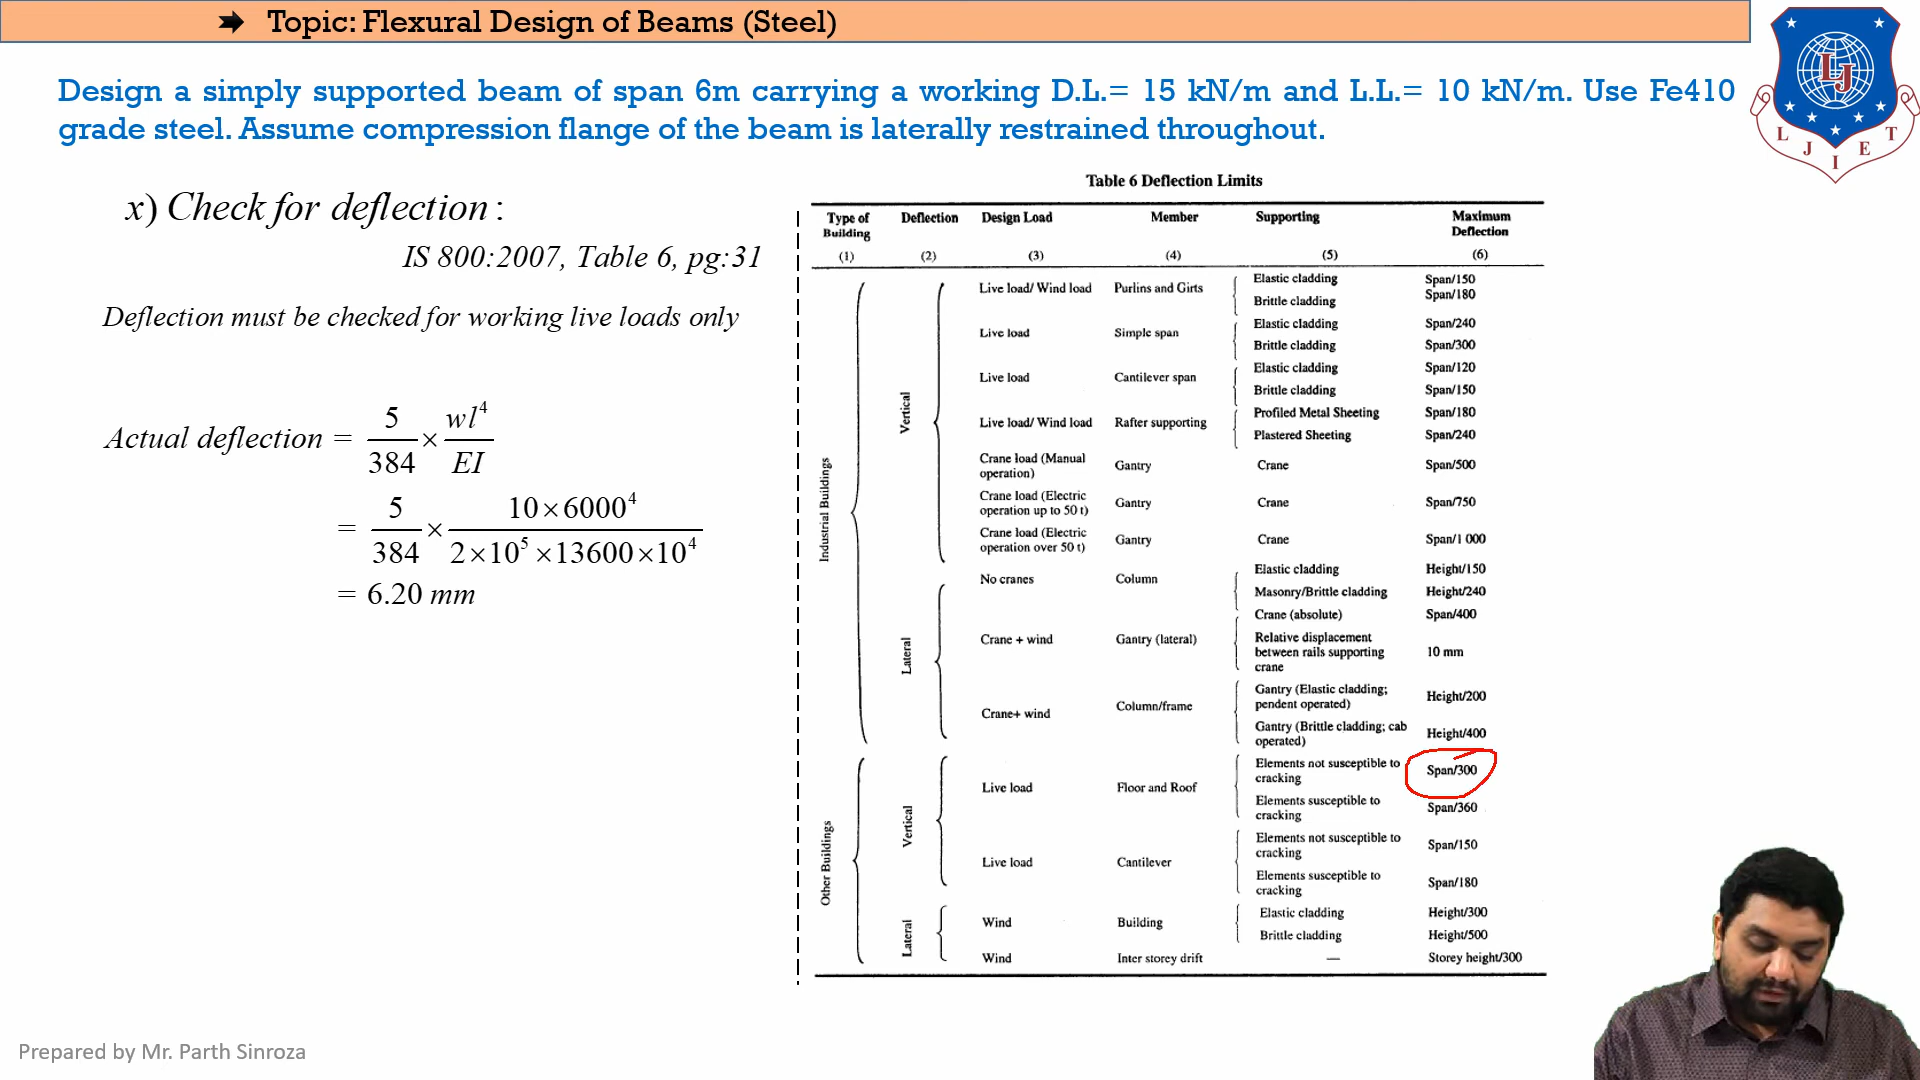 ➡ Topic: Flexural Design of Beams (Steel)
Design a simply supported beam of span 6m carrying a working D.L.= 15 kN/m and L.L.= 10 kN/m. Use Fe410
grade steel. Assume compression flange of the beam is laterally restrained throughout.
LJ
L J I E T
x) Check for deflection:
IS 800:2007, Table 6, pg:31
Deflection must be checked for working live loads only
Actual deflection = 5/384 × wl⁴/EI
= 5/384 × 10×6000⁴/2×10⁵×13600×10⁴
= 6.20 mm
Table 6 Deflection Limits
Type of Building Deflection Design Load Member Supporting Maximum Deflection
(1) (2) (3) (4) (5) (6)
Industrial Buildings
Vertical
Live load/ Wind load Purlins and Girts Elastic cladding Span/150
Brittle cladding Span/180
Live load Simple span Elastic cladding Span/240
Brittle cladding Span/300
Live load Cantilever span Elastic cladding Span/120
Brittle cladding Span/150
Live load/ Wind load Rafter supporting Profiled Metal Sheeting Span/180
Plastered Sheeting Span/240
Crane load (Manual operation) Gantry Crane Span/500
Crane load (Electric operation up to 50 t) Gantry Crane Span/750
Crane load (Electric operation over 50 t) Gantry Crane Span/1 000
Lateral
No cranes Column Elastic cladding Height/150
Masonry/Brittle cladding Height/240
Crane + wind Gantry (lateral) Crane (absolute) Span/400
Relative displacement between rails supporting crane 10 mm
Crane+ wind Column/frame Gantry (Elastic cladding; pendent operated) Height/200
Gantry (Brittle cladding; cab operated) Height/400
Other Buildings
Vertical
Live load Floor and Roof Elements not susceptible to cracking Span/300
Elements susceptible to cracking Span/360
Live load Cantilever Elements not susceptible to cracking Span/150
Elements susceptible to cracking Span/180
Lateral
Wind Building Elastic cladding Height/300
Brittle cladding Height/500
Wind Inter storey drift — Storey height/300
Prepared by Mr. Parth Sinroza